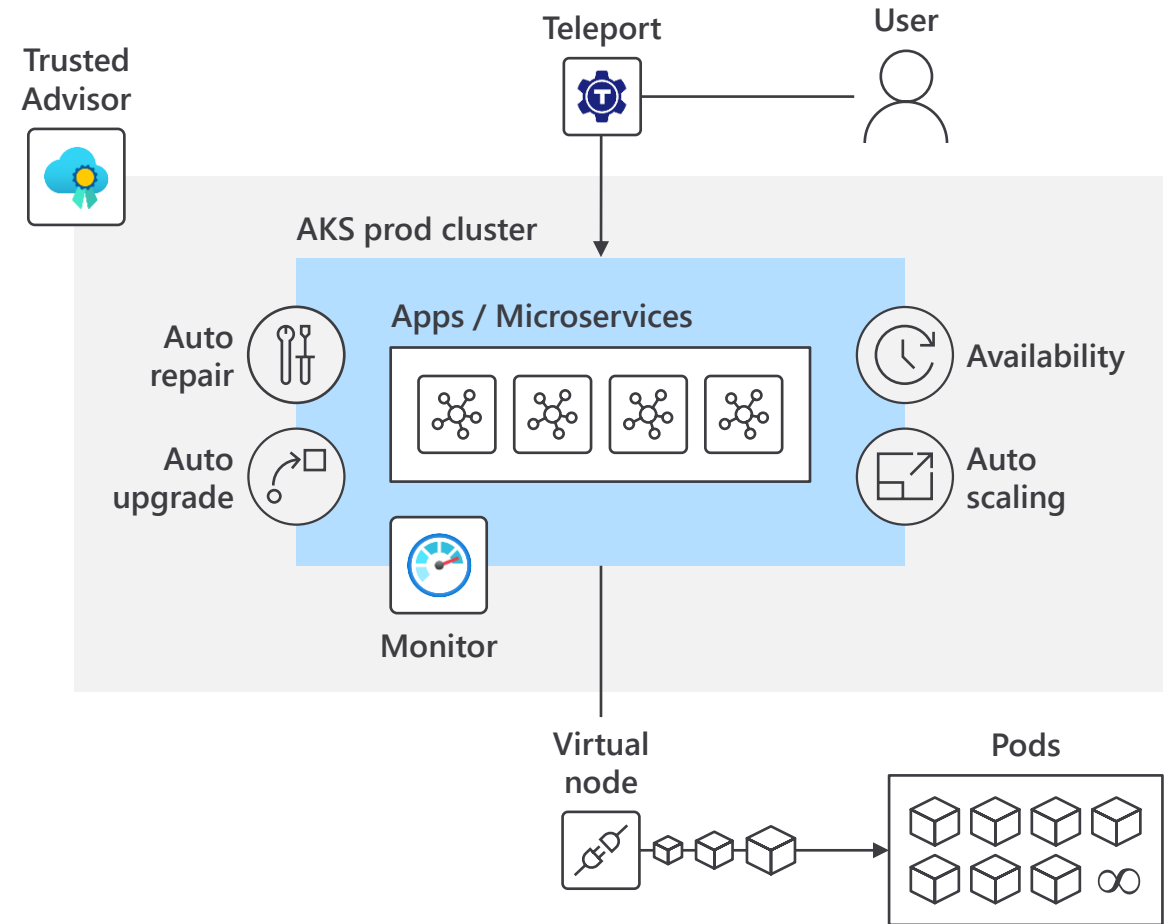 Teleport
User
Trusted
Advisor
T
AKS prod cluster
Apps / Microservices
Auto
repair
Availability
Auto
upgrade
Auto
scaling
Monitor
Virtual
node
Pods
∞